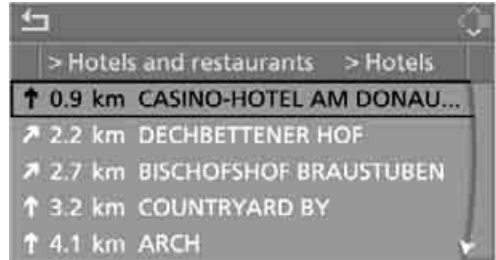 > Hotels and restaurants > Hotels
0.9 km CASINO-HOTEL AM DONAU...
2.2 km DECHBETTENER HOF
2.7 km BISCHOFSHOF BRAUSTUBEN
3.2 km COUNTRYARD BY
4.1 km ARCH